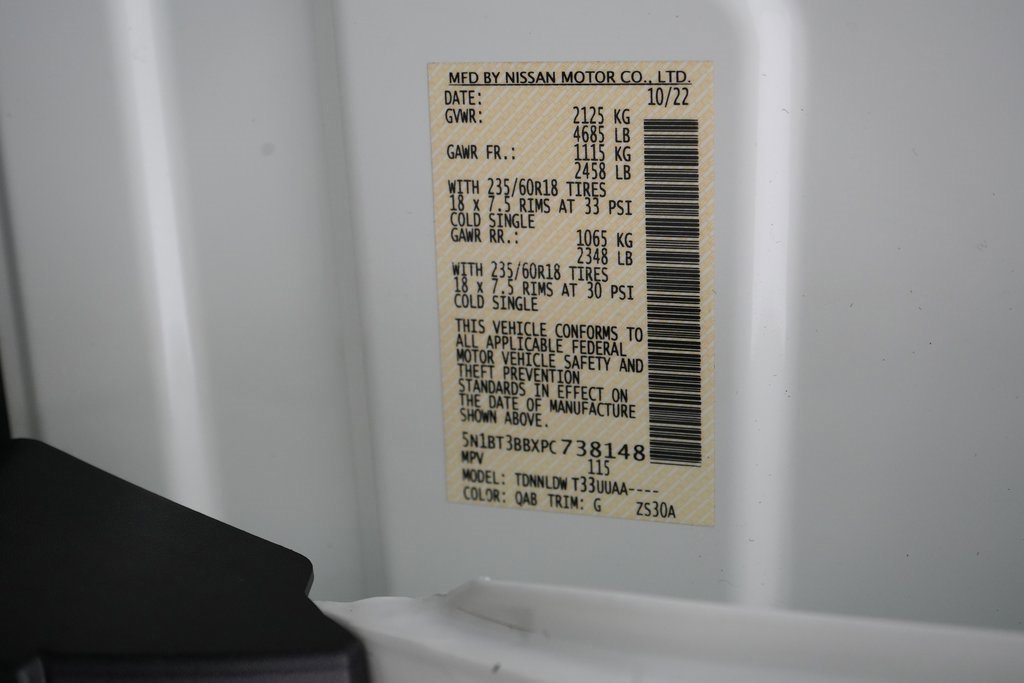 MFD BY NISSAN MOTOR CO., LTD.
DATE: 10/22
GVWR: 2125 KG
4685 LB
GAWR FR.: 1115 KG
2458 LB
WITH 235/60R18 TIRES
18 x 7.5 RIMS AT 33 PSI
COLD SINGLE
GAWR RR.: 1065 KG
2348 LB
WITH 235/60R18 TIRES
18 x 7.5 RIMS AT 30 PSI
COLD SINGLE
THIS VEHICLE CONFORMS TO
ALL APPLICABLE FEDERAL
MOTOR VEHICLE SAFETY AND
THEFT PREVENTION
STANDARDS IN EFFECT ON
THE DATE OF MANUFACTURE
SHOWN ABOVE.
5N1BT3BBXPC738148
MPV 115
MODEL: TDNNLDW T33UUAA----
COLOR: QAB TRIM: G ZS30A